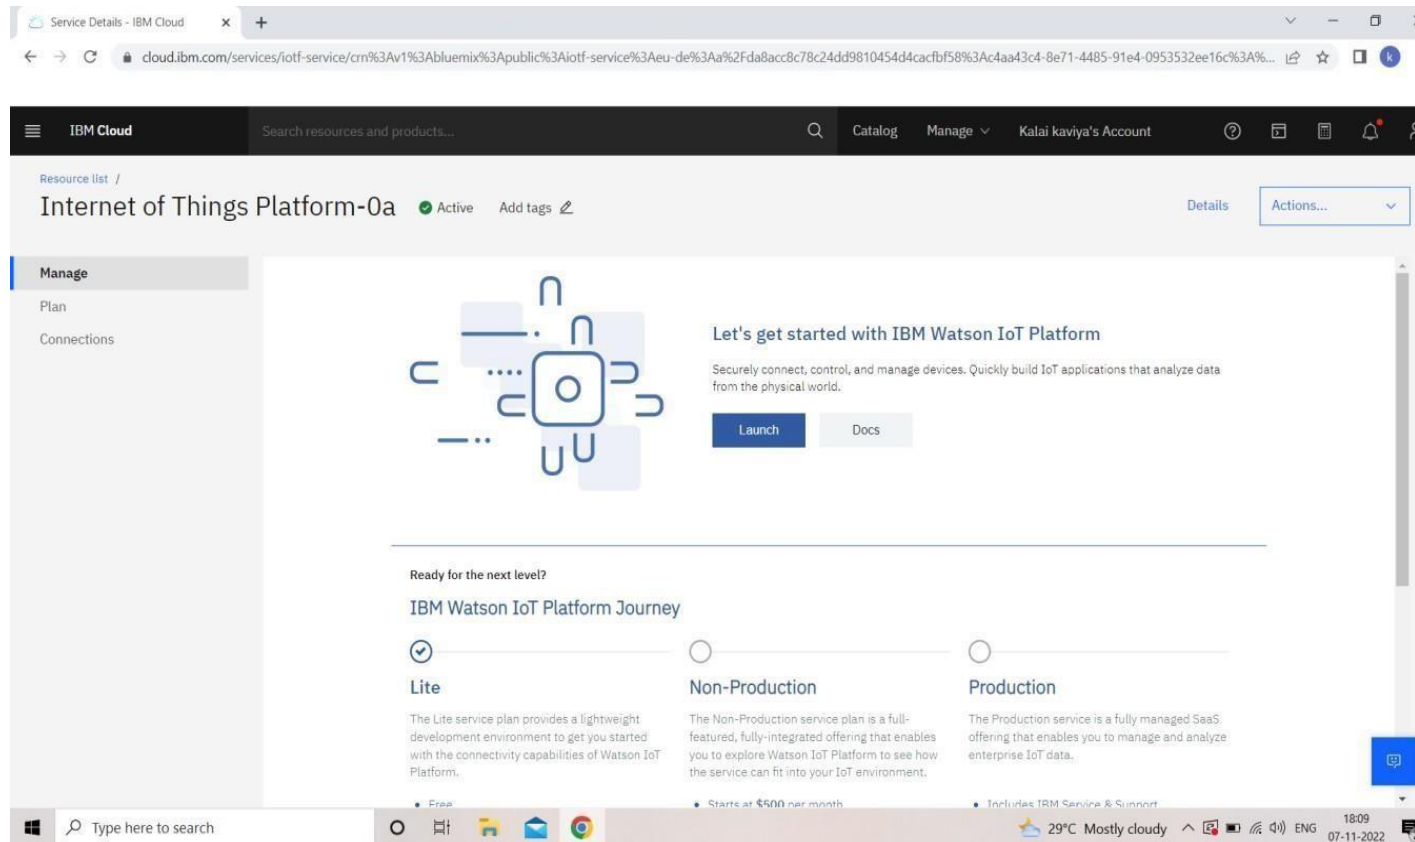 Service Details - IBM Cloud
cloud.ibm.com/services/iotf-service/crn%3Av1%3Abluemix%3Apublic%3Aiotf-service%3Aeu-de%3Aa%2Fda8acc8c78c24dd9810454d4cacfbf58%3Ac4aa43c4-8e71-4485-91e4-0953532ee16c%3A%...
k
IBM Cloud
Search resources and products...
Catalog
Manage
Kalai kaviya's Account
Resource list /
Internet of Things Platform-0a
Active
Add tags
Details
Actions...
Manage
Plan
Connections
Let's get started with IBM Watson IoT Platform
Securely connect, control, and manage devices. Quickly build IoT applications that analyze data
from the physical world.
Launch
Docs
Ready for the next level?
IBM Watson IoT Platform Journey
Lite
The Lite service plan provides a lightweight
development environment to get you started
with the connectivity capabilities of Watson IoT
Platform.
• Free
Non-Production
The Non-Production service plan is a full-
featured, fully-integrated offering that enables
you to explore Watson IoT Platform to see how
the service can fit into your IoT environment.
• Starts at $500 per month
Production
The Production service is a fully managed SaaS
offering that enables you to manage and analyze
enterprise IoT data.
• Includes IBM Service & Support
Type here to search
29°C Mostly cloudy
ENG
18:09
07-11-2022